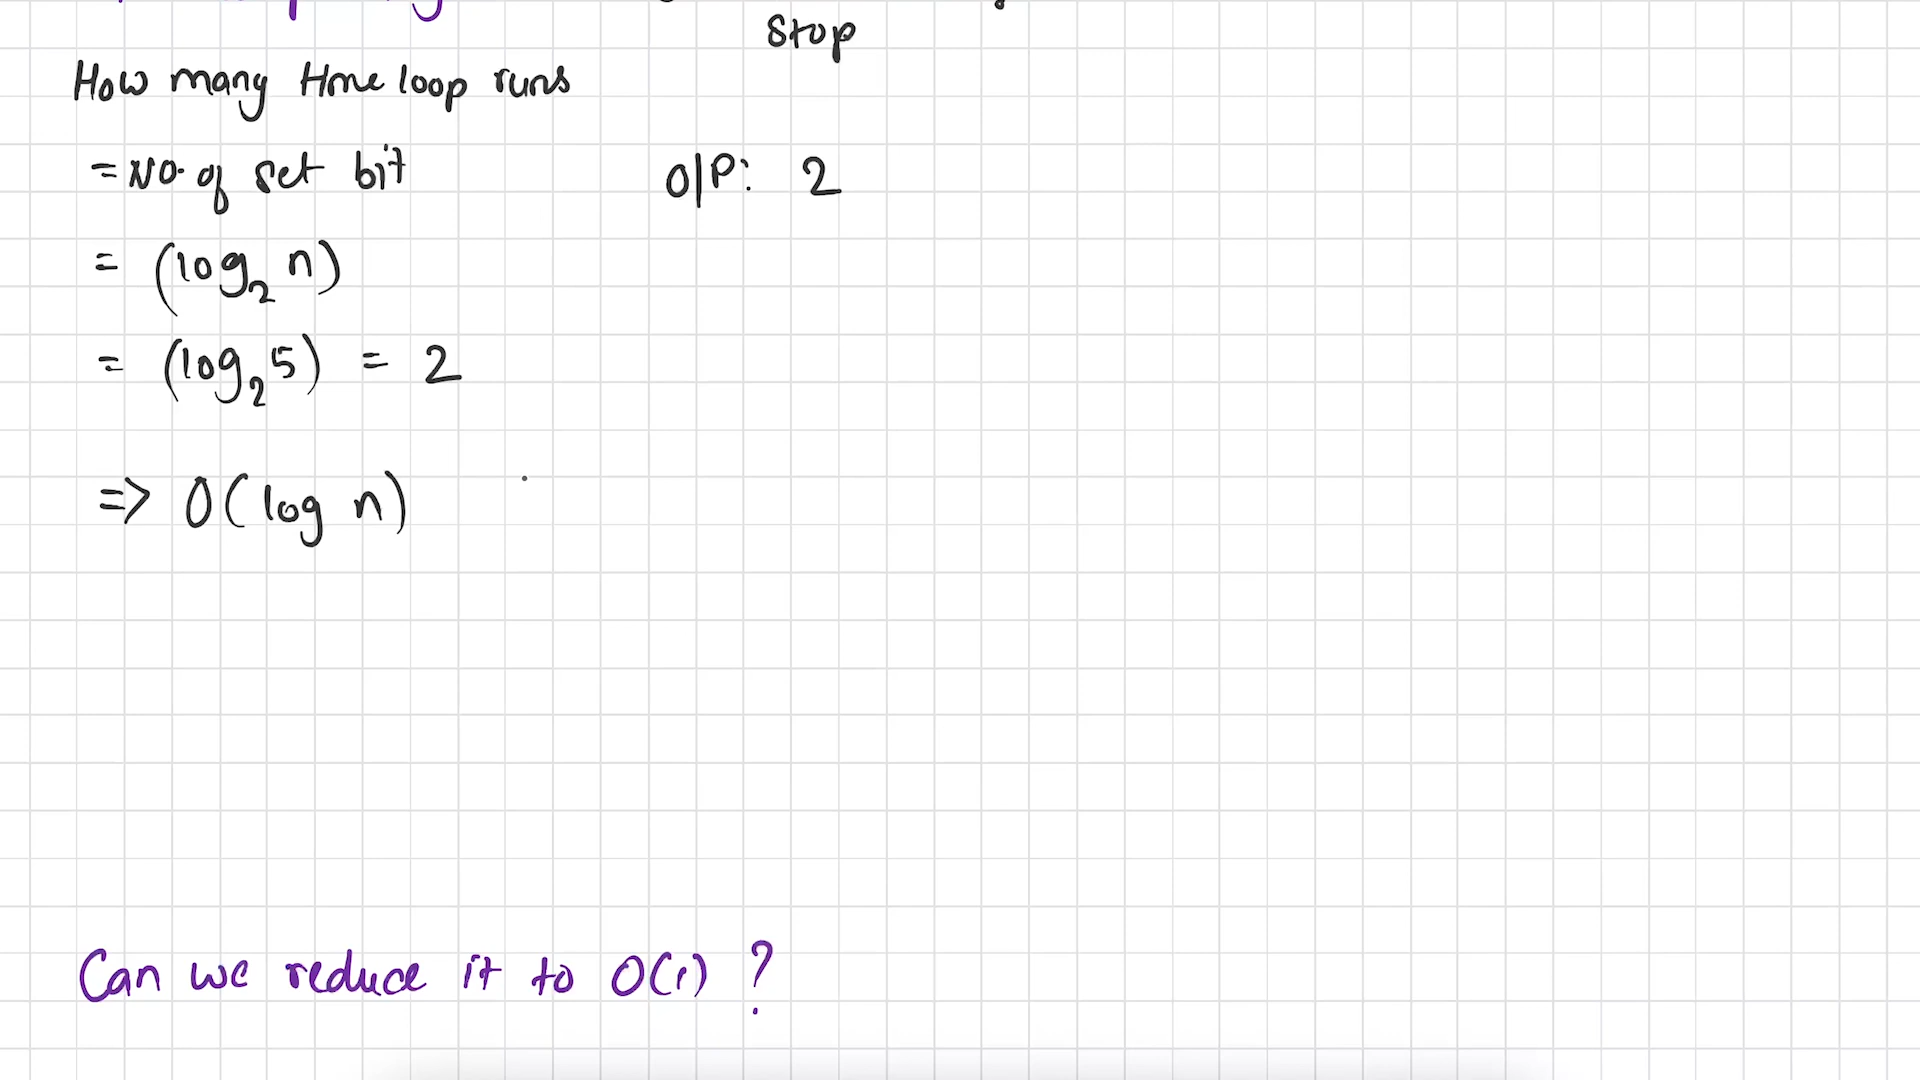 Stop
How many time loop runs
= No. of set bit
O/P: 2
= (log₂ n)
= (log₂ 5) = 2
=> O(log n)
Can we reduce it to O(1) ?